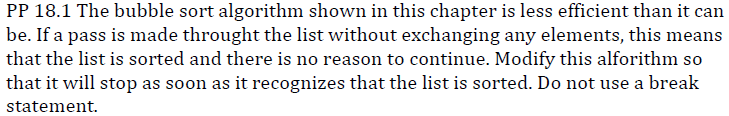 PP 18.1 The bubble sort algorithm shown in this chapter is less efficient than it can
be. If a pass is made throught the list without exchanging any elements, this means
that the list is sorted and there is no reason to continue. Modify this alforithm so
that it will stop as soon as it recognizes that the list is sorted. Do not use a break
statement.